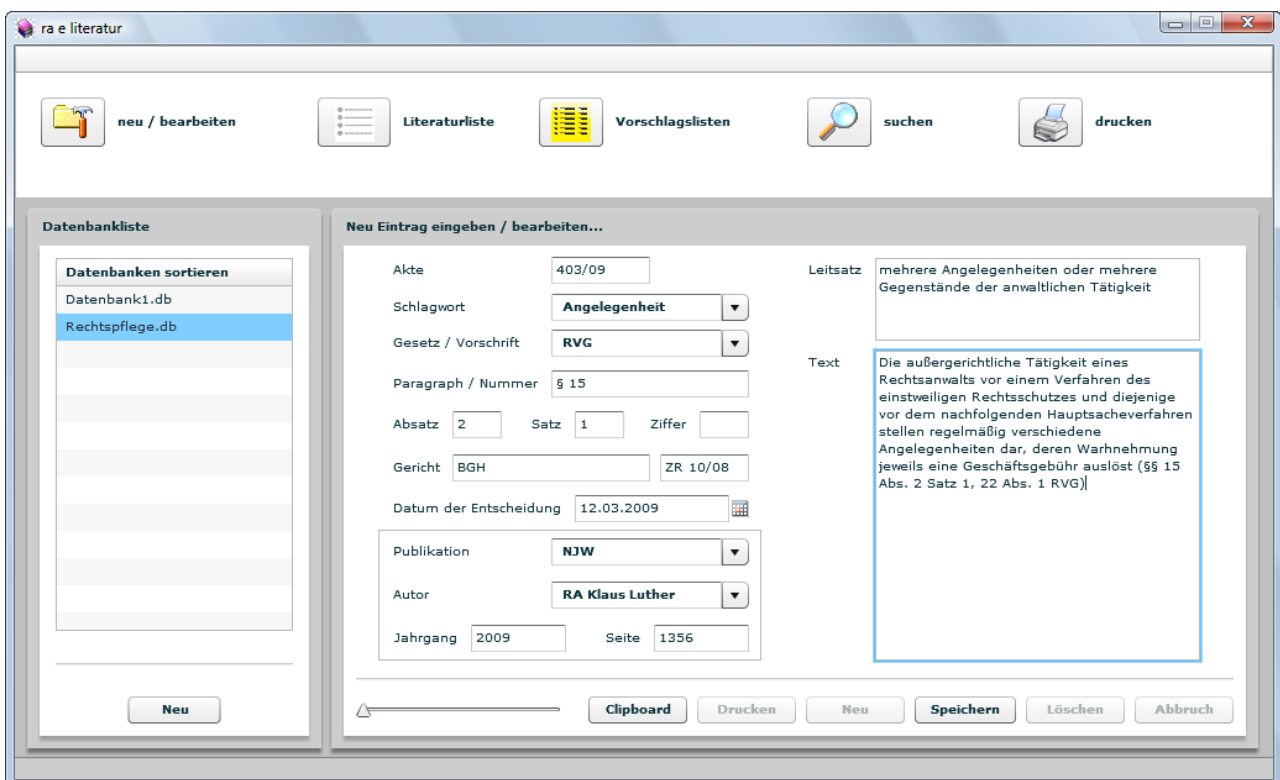 ra e literatur
neu / bearbeiten
Literaturliste
Vorschlagslisten
suchen
drucken
Datenbankliste
Datenbanken sortieren
Datenbank1.db
Rechtspflege.db
Neu
Neu Eintrag eingeben / bearbeiten...
Akte 403/09
Schlagwort Angelegenheit
Gesetz / Vorschrift RVG
Paragraph / Nummer § 15
Absatz 2 Satz 1 Ziffer
Gericht BGH ZR 10/08
Datum der Entscheidung 12.03.2009
Publikation NJW
Autor RA Klaus Luther
Jahrgang 2009 Seite 1356
Leitsatz mehrere Angelegenheiten oder mehrere
Gegenstände der anwaltlichen Tätigkeit
Text Die außergerichtliche Tätigkeit eines
Rechtsanwalts vor einem Verfahren des
einstweiligen Rechtsschutzes und diejenige
vor dem nachfolgenden Hauptsacheverfahren
stellen regelmäßig verschiedene
Angelegenheiten dar, deren Warhnehmung
jeweils eine Geschäftsgebühr auslöst (§§ 15
Abs. 2 Satz 1, 22 Abs. 1 RVG)
Clipboard Drucken Neu Speichern Löschen Abbruch